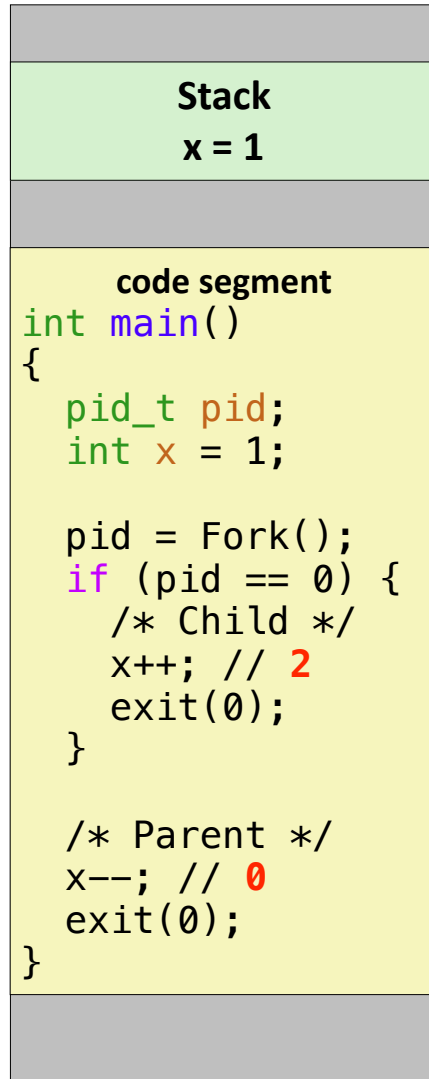 Stack
x = 1
code segment
int main()
{
  pid_t pid;
  int x = 1;

  pid = Fork();
  if (pid == 0) {
    /* Child */
    x++; // 2
    exit(0);
  }

  /* Parent */
  x--; // 0
  exit(0);
}